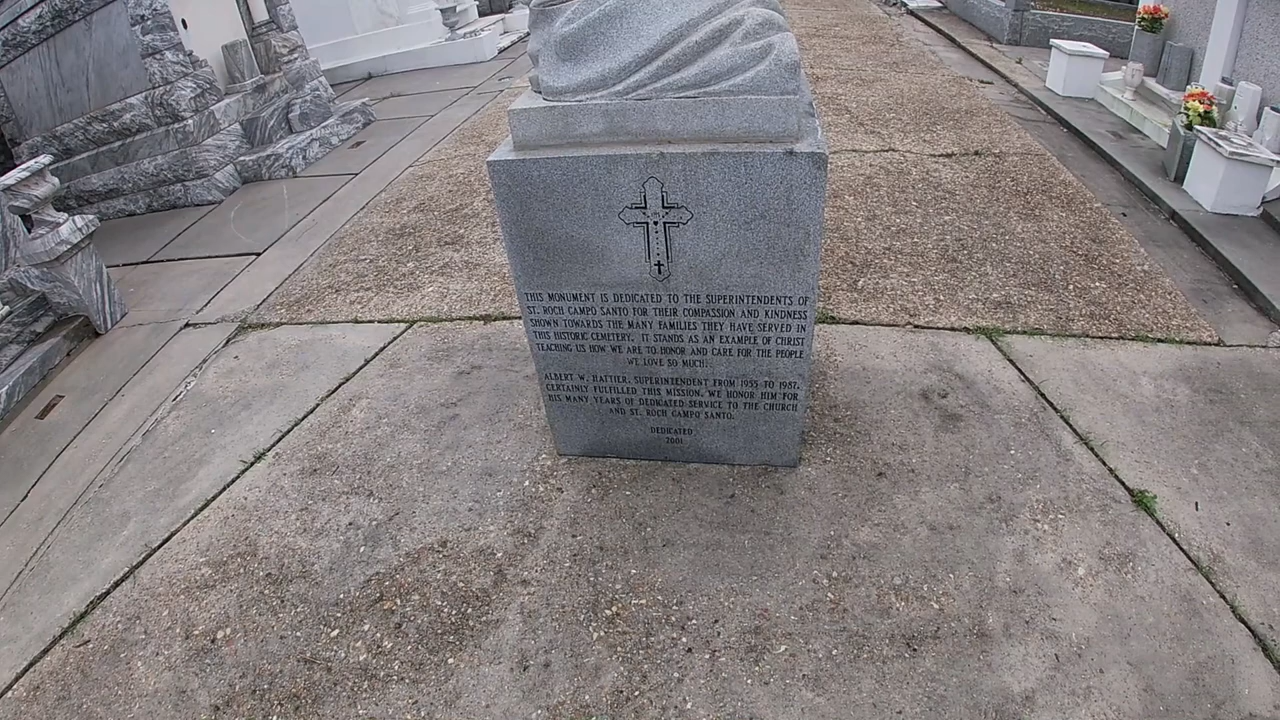 THIS MONUMENT IS DEDICATED TO THE SUPERINTENDENTS OF
ST. ROCH CAMPO SANTO FOR THEIR COMPASSION AND KINDNESS
SHOWN TOWARDS THE MANY FAMILIES THEY HAVE SERVED IN
THIS HISTORIC CEMETERY. IT STANDS AS AN EXAMPLE OF CHRIST
TEACHING US HOW WE ARE TO HONOR AND CARE FOR THE PEOPLE
WE LOVE SO MUCH.
ALBERT W. HATTIER, SUPERINTENDENT FROM 1955 TO 1987,
CERTAINLY FULFILLED THIS MISSION. WE HONOR HIM FOR
HIS MANY YEARS OF DEDICATED SERVICE TO THE CHURCH
AND ST. ROCH CAMPO SANTO.
DEDICATED
2001